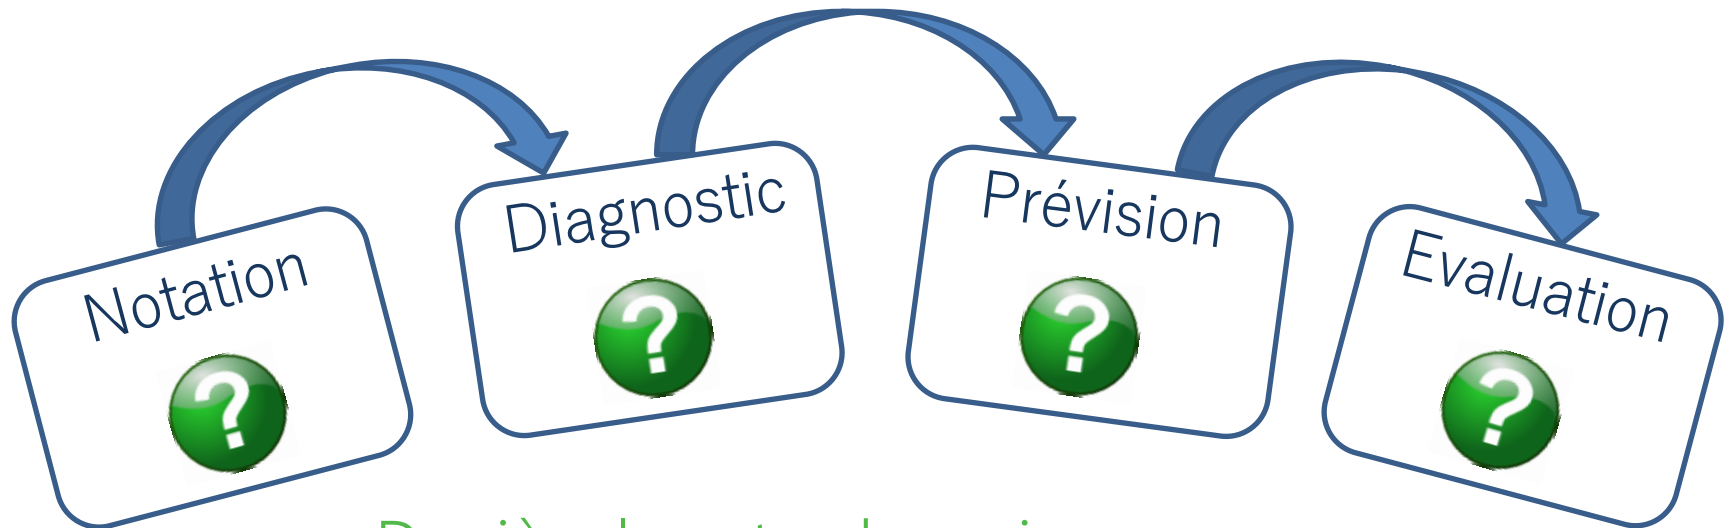 Notation
?
Diagnostic
?
Prévision
?
Evaluation
?